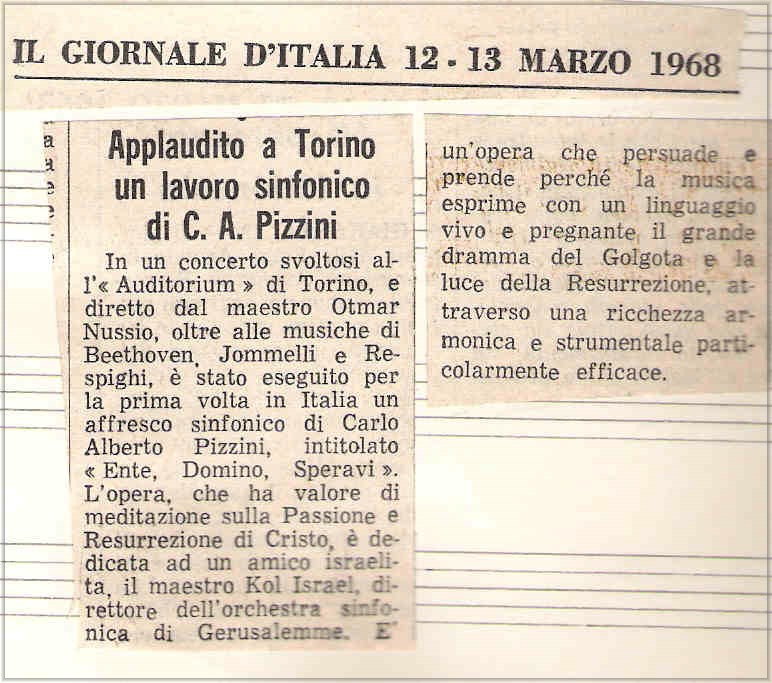 IL GIORNALE D'ITALIA 12 - 13 MARZO 1968
Applaudito a Torino
un lavoro sinfonico
di C. A. Pizzini
In un concerto svoltosi al-
l'« Auditorium » di Torino, e
diretto dal maestro Otmar
Nussio, oltre alle musiche di
Beethoven, Jommelli e Re-
spighi, è stato eseguito per
la prima volta in Italia un
affresco sinfonico di Carlo
Alberto Pizzini, intitolato
« Ente, Domino, Speravi ».
L'opera, che ha valore di
meditazione sulla Passione e
Resurrezione di Cristo, è de-
dicata ad un amico israeli-
ta, il maestro Kol Israel, di-
rettore dell'orchestra sinfo-
nica di Gerusalemme. E'
un'opera che persuade e
prende perché la musica
esprime con un linguaggio
vivo e pregnante il grande
dramma del Golgota e la
luce della Resurrezione, at-
traverso una ricchezza ar-
monica e strumentale parti-
colarmente efficace.